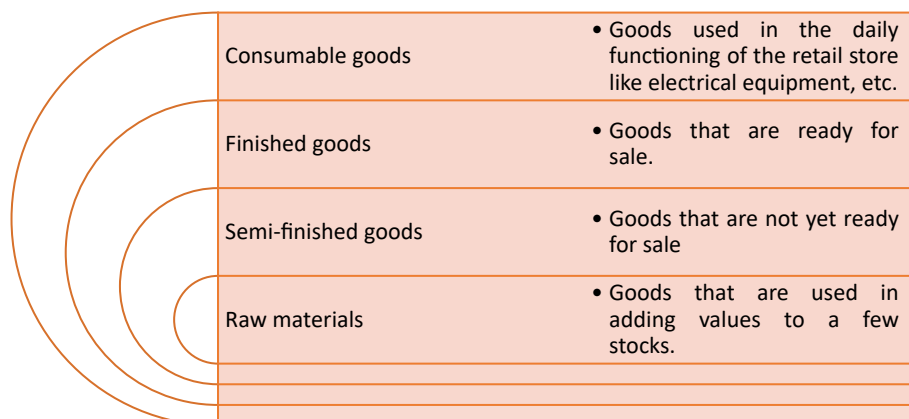 Consumable goods
• Goods used in the daily
functioning of the retail store
like electrical equipment, etc.
Finished goods
• Goods that are ready for
sale.
Semi-finished goods
• Goods that are not yet ready
for sale
Raw materials
• Goods that are used in
adding values to a few
stocks.